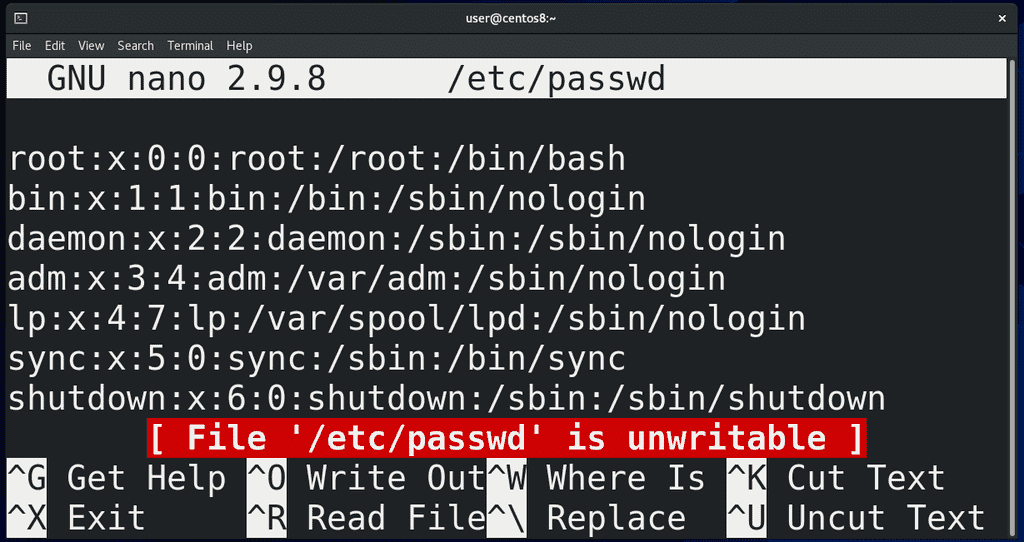 user@centos8:~
File Edit View Search Terminal Help
GNU nano 2.9.8 /etc/passwd
root:x:0:0:root:/root:/bin/bash
bin:x:1:1:bin:/bin:/sbin/nologin
daemon:x:2:2:daemon:/sbin:/sbin/nologin
adm:x:3:4:adm:/var/adm:/sbin/nologin
lp:x:4:7:lp:/var/spool/lpd:/sbin/nologin
sync:x:5:0:sync:/sbin:/bin/sync
shutdown:x:6:0:shutdown:/sbin:/sbin/shutdown
[ File '/etc/passwd' is unwritable ]
^G Get Help ^O Write Out ^W Where Is ^K Cut Text
^X Exit ^R Read File ^\ Replace ^U Uncut Text